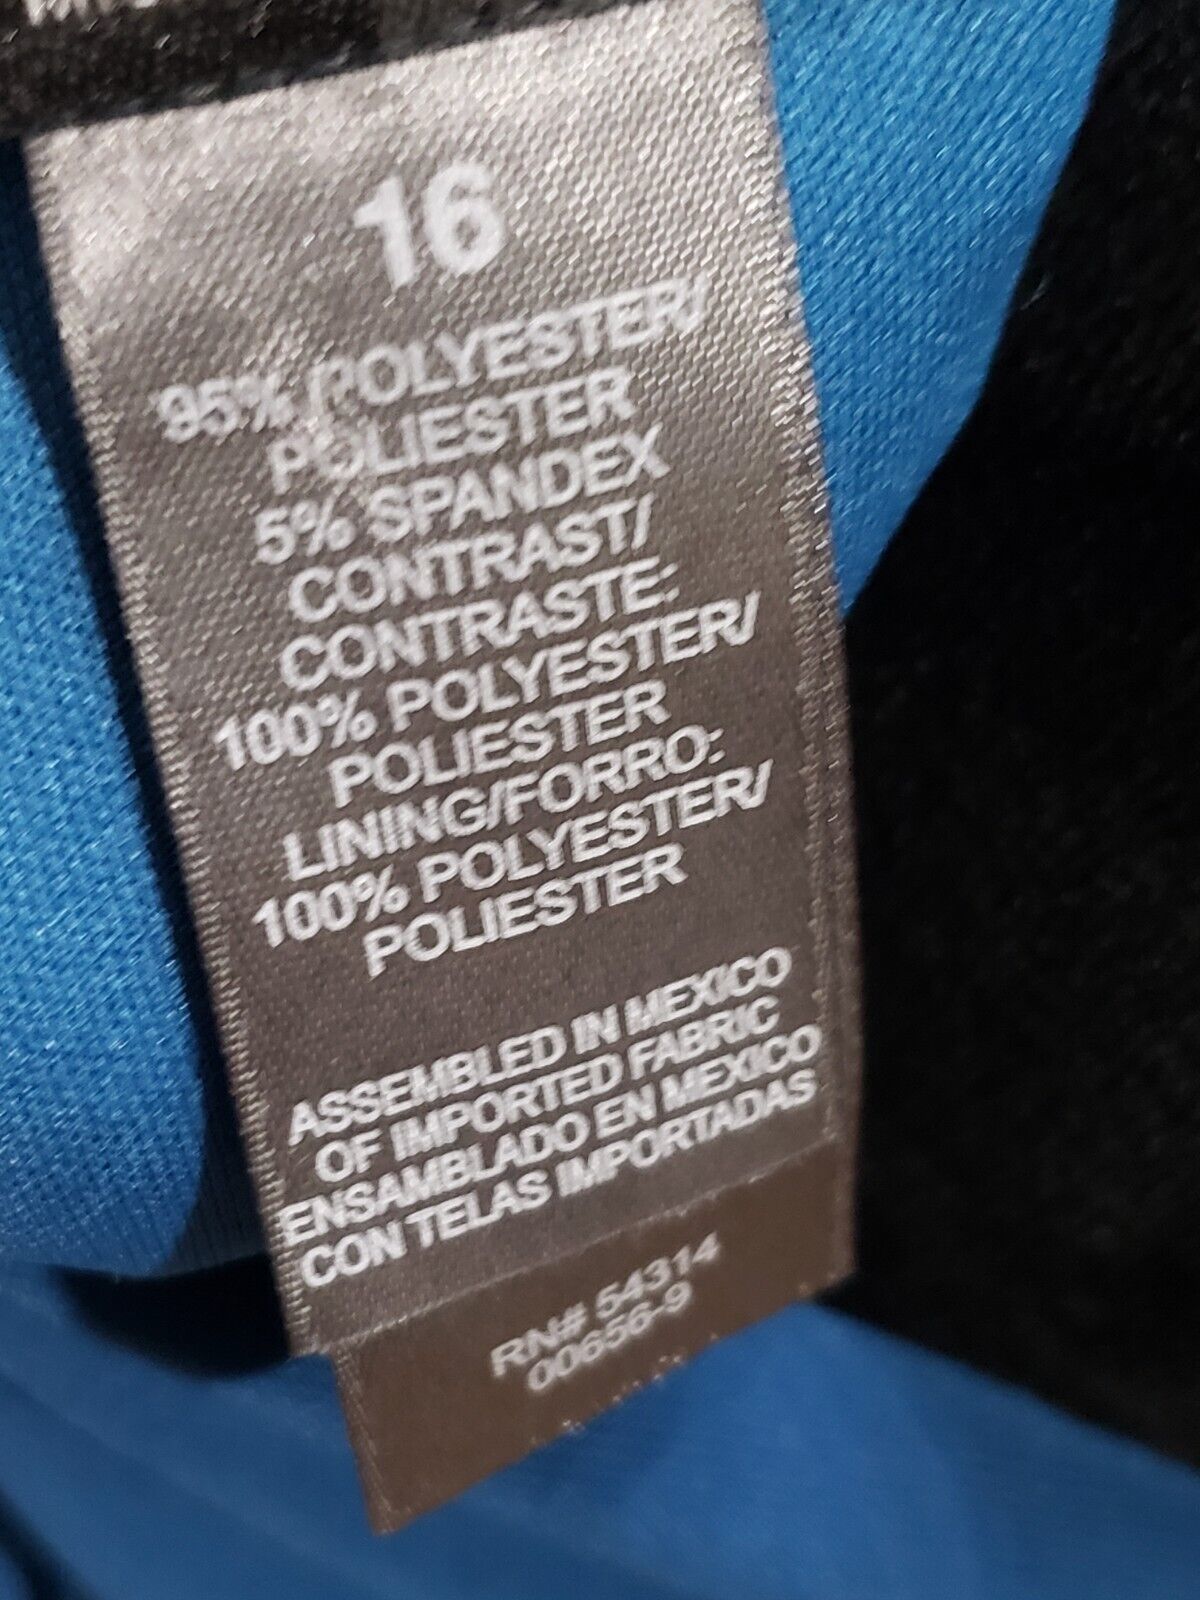 16
95% POLYESTER/
POLIESTER
5% SPANDEX
CONTRAST/
CONTRASTE:
100% POLYESTER/
POLIESTER
LINING/FORRO:
100% POLYESTER/
POLIESTER
ASSEMBLED IN MEXICO
OF IMPORTED FABRIC
ENSAMBLADO EN MEXICO
CON TELAS IMPORTADAS
RN# 54314
00656-9